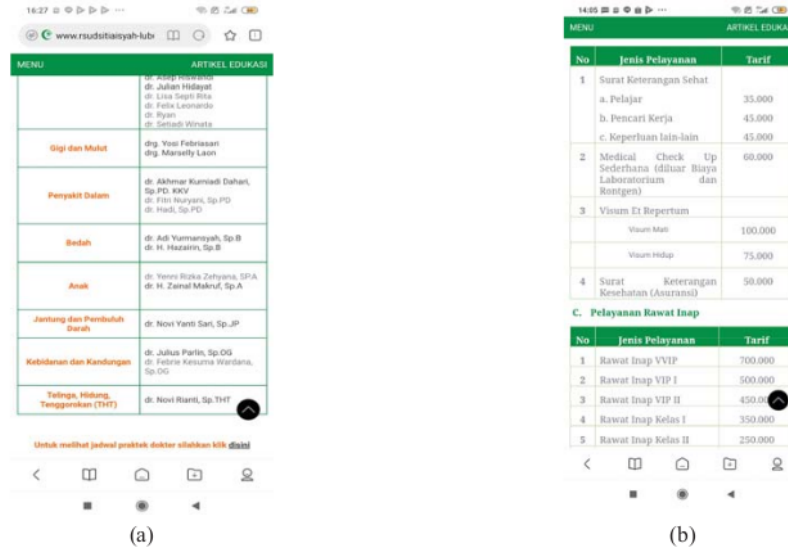 16:27
www.rsudsitiaisyah-lubu
MENU
ARTIKEL EDUKASI
dr. Asep Hiswandi
dr. Julian Hidayat
dr. Lisa Septi Rita
dr. Felix Leonardo
dr. Ryan
dr. Setiadi Winata
Gigi dan Mulut
drg. Yosi Febriasari
drg. Marselly Laon
Penyakit Dalam
dr. Akhmar Kurniadi Dahari,
Sp.PD. KKV
dr. Fitri Nuryani, Sp.PD
dr. Hadi, Sp.PD
Bedah
dr. Adi Yurmansyah, Sp.B
dr. H. Hazairin, Sp.B
Anak
dr. Yenni Rizka Zehyana, SP.A
dr. H. Zainal Makruf, Sp.A
Jantung dan Pembuluh
Darah
dr. Novi Yanti Sari, Sp.JP
Kebidanan dan Kandungan
dr. Julius Parlin, Sp.OG
dr. Febrie Kesuma Wardana,
Sp.OG
Telinga, Hidung,
Tenggorokan (THT)
dr. Novi Rianti, Sp.THT
Untuk melihat jadwal praktek dokter silahkan klik disini
(a)
14:05
MENU
ARTIKEL EDUKA
No Jenis Pelayanan Tarif
1 Surat Keterangan Sehat
a. Pelajar 35.000
b. Pencari Kerja 45.000
c. Keperluan lain-lain 45.000
2 Medical Check Up 60.000
Sederhana (diluar Biaya
Laboratorium dan
Rontgen)
3 Visum Et Repertum
Visum Mati 100.000
Visum Hidup 75.000
4 Surat Keterangan 50.000
Kesehatan (Asuransi)
C. Pelayanan Rawat Inap
No Jenis Pelayanan Tarif
1 Rawat Inap VVIP 700.000
2 Rawat Inap VIP I 500.000
3 Rawat Inap VIP II 450.00
4 Rawat Inap Kelas I 350.000
5 Rawat Inap Kelas II 250.000
(b)